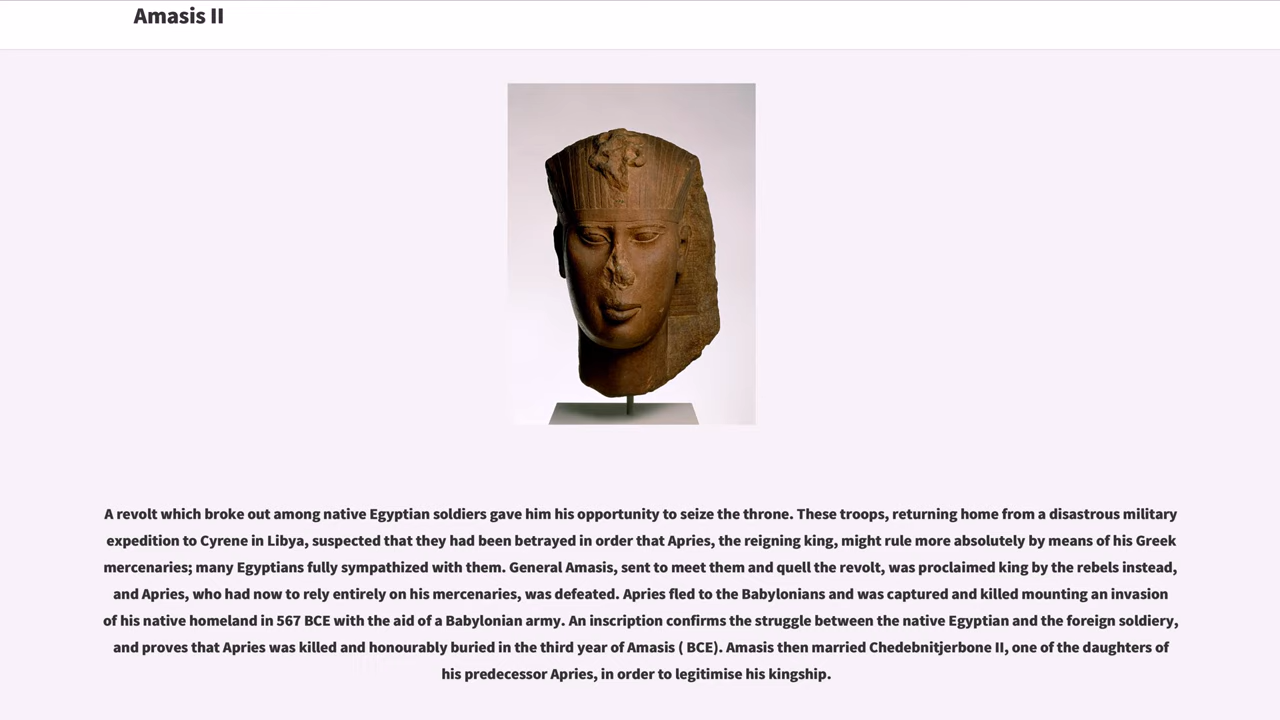 Amasis II
A revolt which broke out among native Egyptian soldiers gave him his opportunity to seize the throne. These troops, returning home from a disastrous military
expedition to Cyrene in Libya, suspected that they had been betrayed in order that Apries, the reigning king, might rule more absolutely by means of his Greek
mercenaries; many Egyptians fully sympathized with them. General Amasis, sent to meet them and quell the revolt, was proclaimed king by the rebels instead,
and Apries, who had now to rely entirely on his mercenaries, was defeated. Apries fled to the Babylonians and was captured and killed mounting an invasion
of his native homeland in 567 BCE with the aid of a Babylonian army. An inscription confirms the struggle between the native Egyptian and the foreign soldiery,
and proves that Apries was killed and honourably buried in the third year of Amasis ( BCE). Amasis then married Chedebnitjerbone II, one of the daughters of
his predecessor Apries, in order to legitimise his kingship.